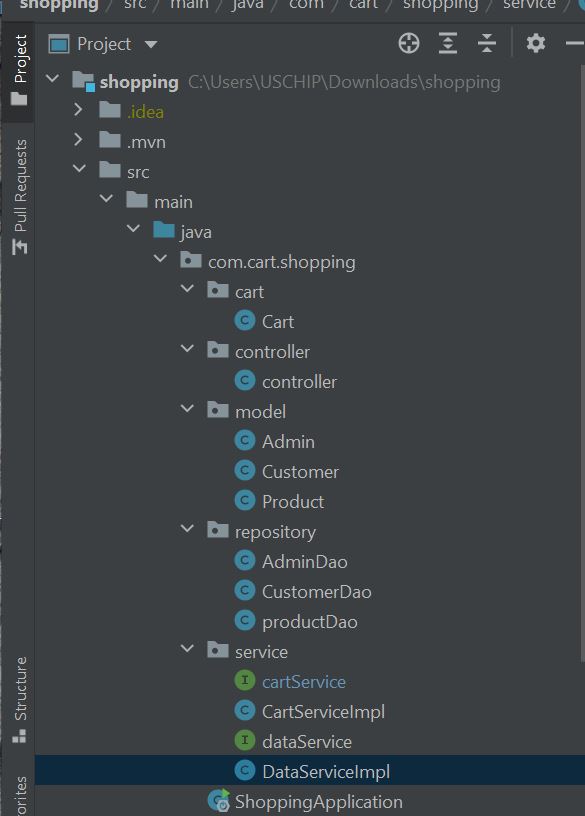 shopping / src / main / java / com / cart / shopping / service /
Project
shopping C:\Users\USCHIP\Downloads\shopping
.idea
.mvn
src
main
java
com.cart.shopping
cart
C Cart
controller
C controller
model
C Admin
C Customer
C Product
repository
C AdminDao
C CustomerDao
C productDao
service
I cartService
C CartServiceImpl
I dataService
C DataServiceImpl
C ShoppingApplication
Project
Pull Requests
Structure
orites